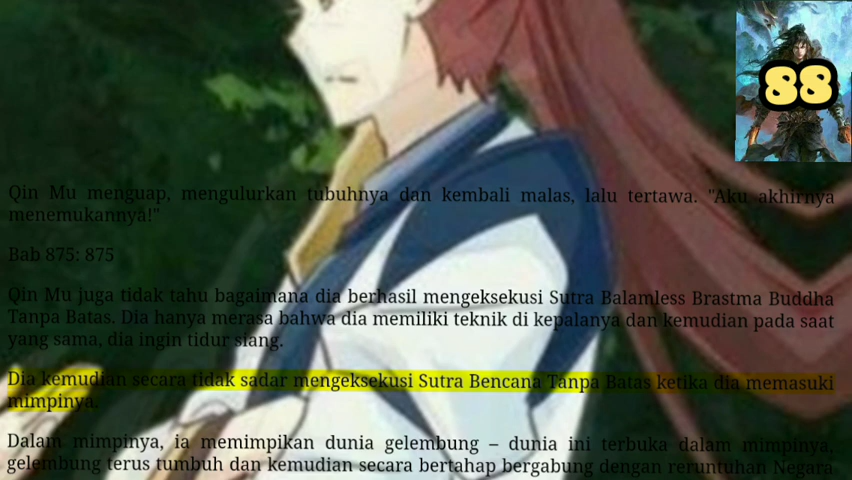 88
Qin Mu menguap, mengulurkan tubuhnya dan kembali malas, lalu tertawa. "Aku akhirnya
menemukannya!"
Bab 875: 875
Qin Mu juga tidak tahu bagaimana dia berhasil mengeksekusi Sutra Balamless Brastma Buddha
Tanpa Batas. Dia hanya merasa bahwa dia memiliki teknik di kepalanya dan kemudian pada saat
yang sama, dia ingin tidur siang.
Dia kemudian secara tidak sadar mengeksekusi Sutra Bencana Tanpa Batas ketika dia memasuki
mimpinya.
Dalam mimpinya, ia memimpikan dunia gelembung – dunia ini terbuka dalam mimpinya,
gelembung terus tumbuh dan kemudian secara bertahap bergabung dengan reruntuhan Negara